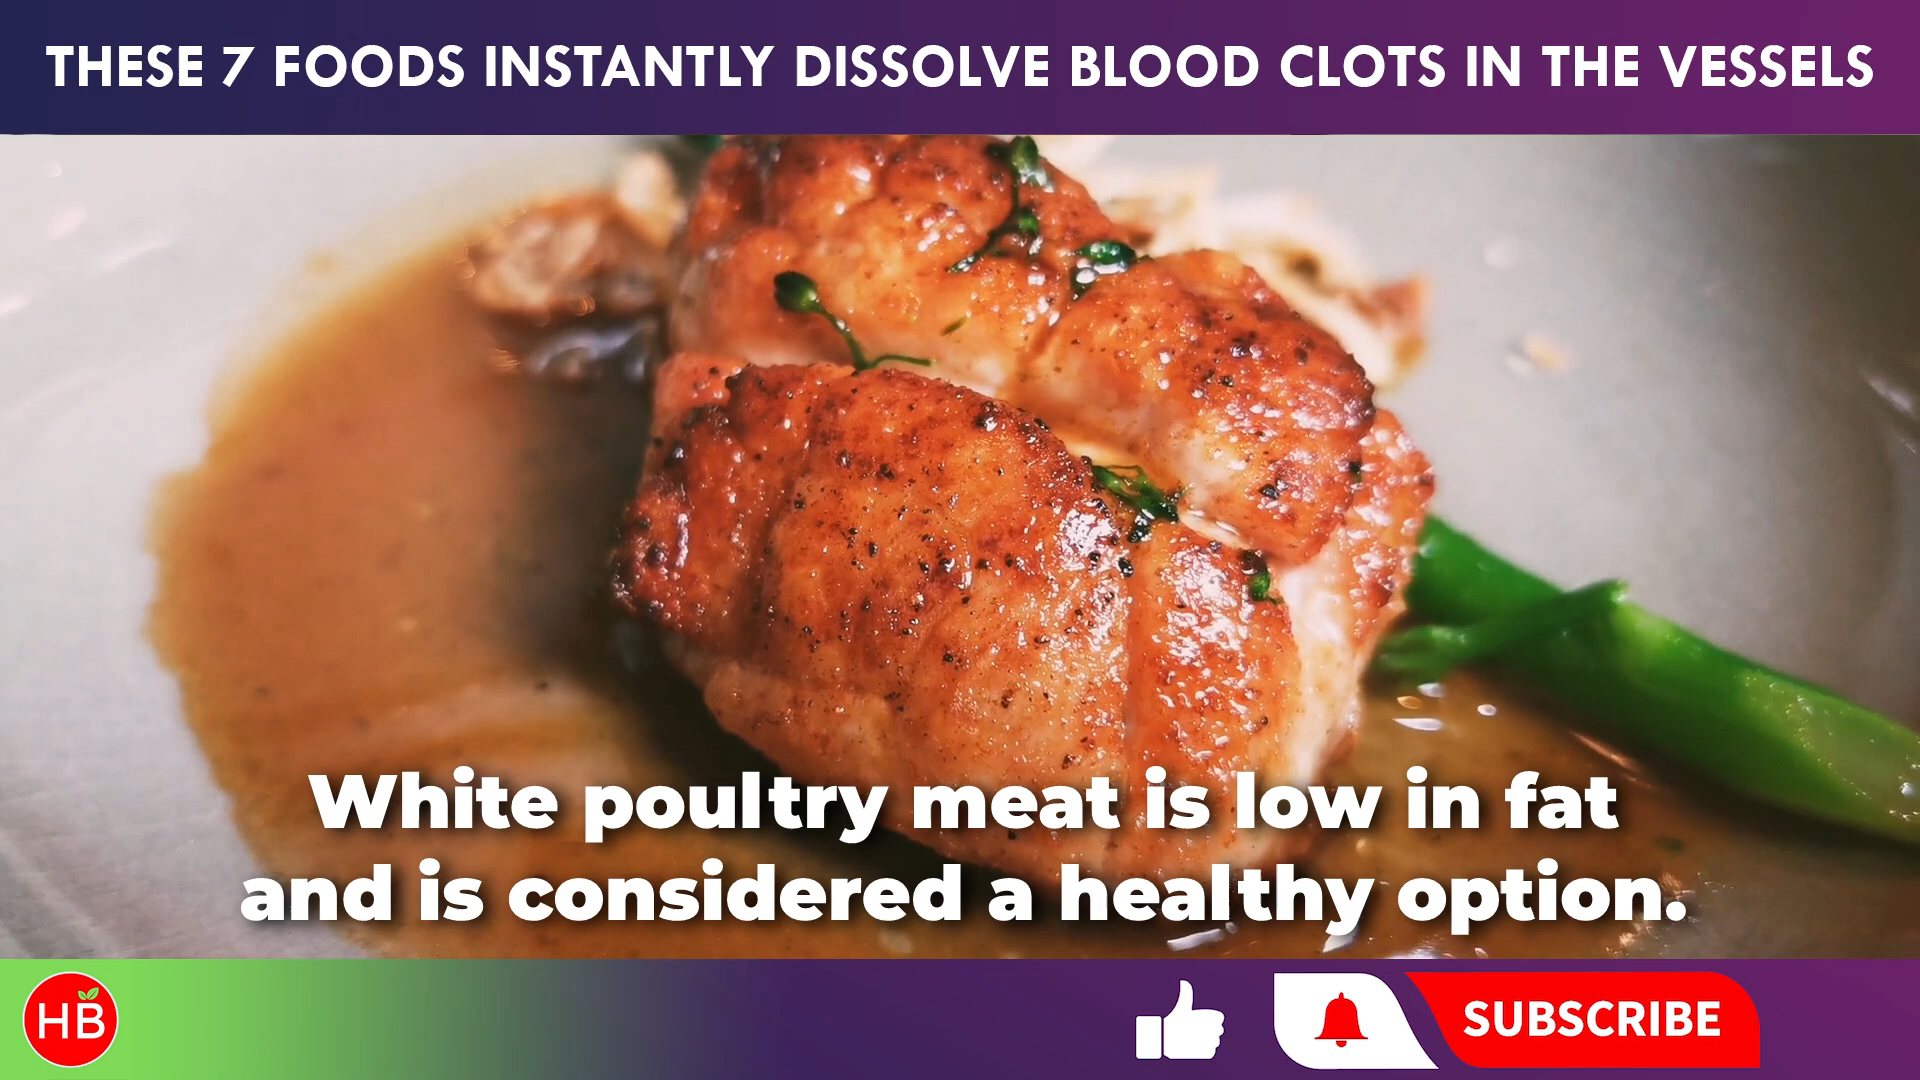 THESE 7 FOODS INSTANTLY DISSOLVE BLOOD CLOTS IN THE VESSELS
White poultry meat is low in fat
and is considered a healthy option.
HB
SUBSCRIBE